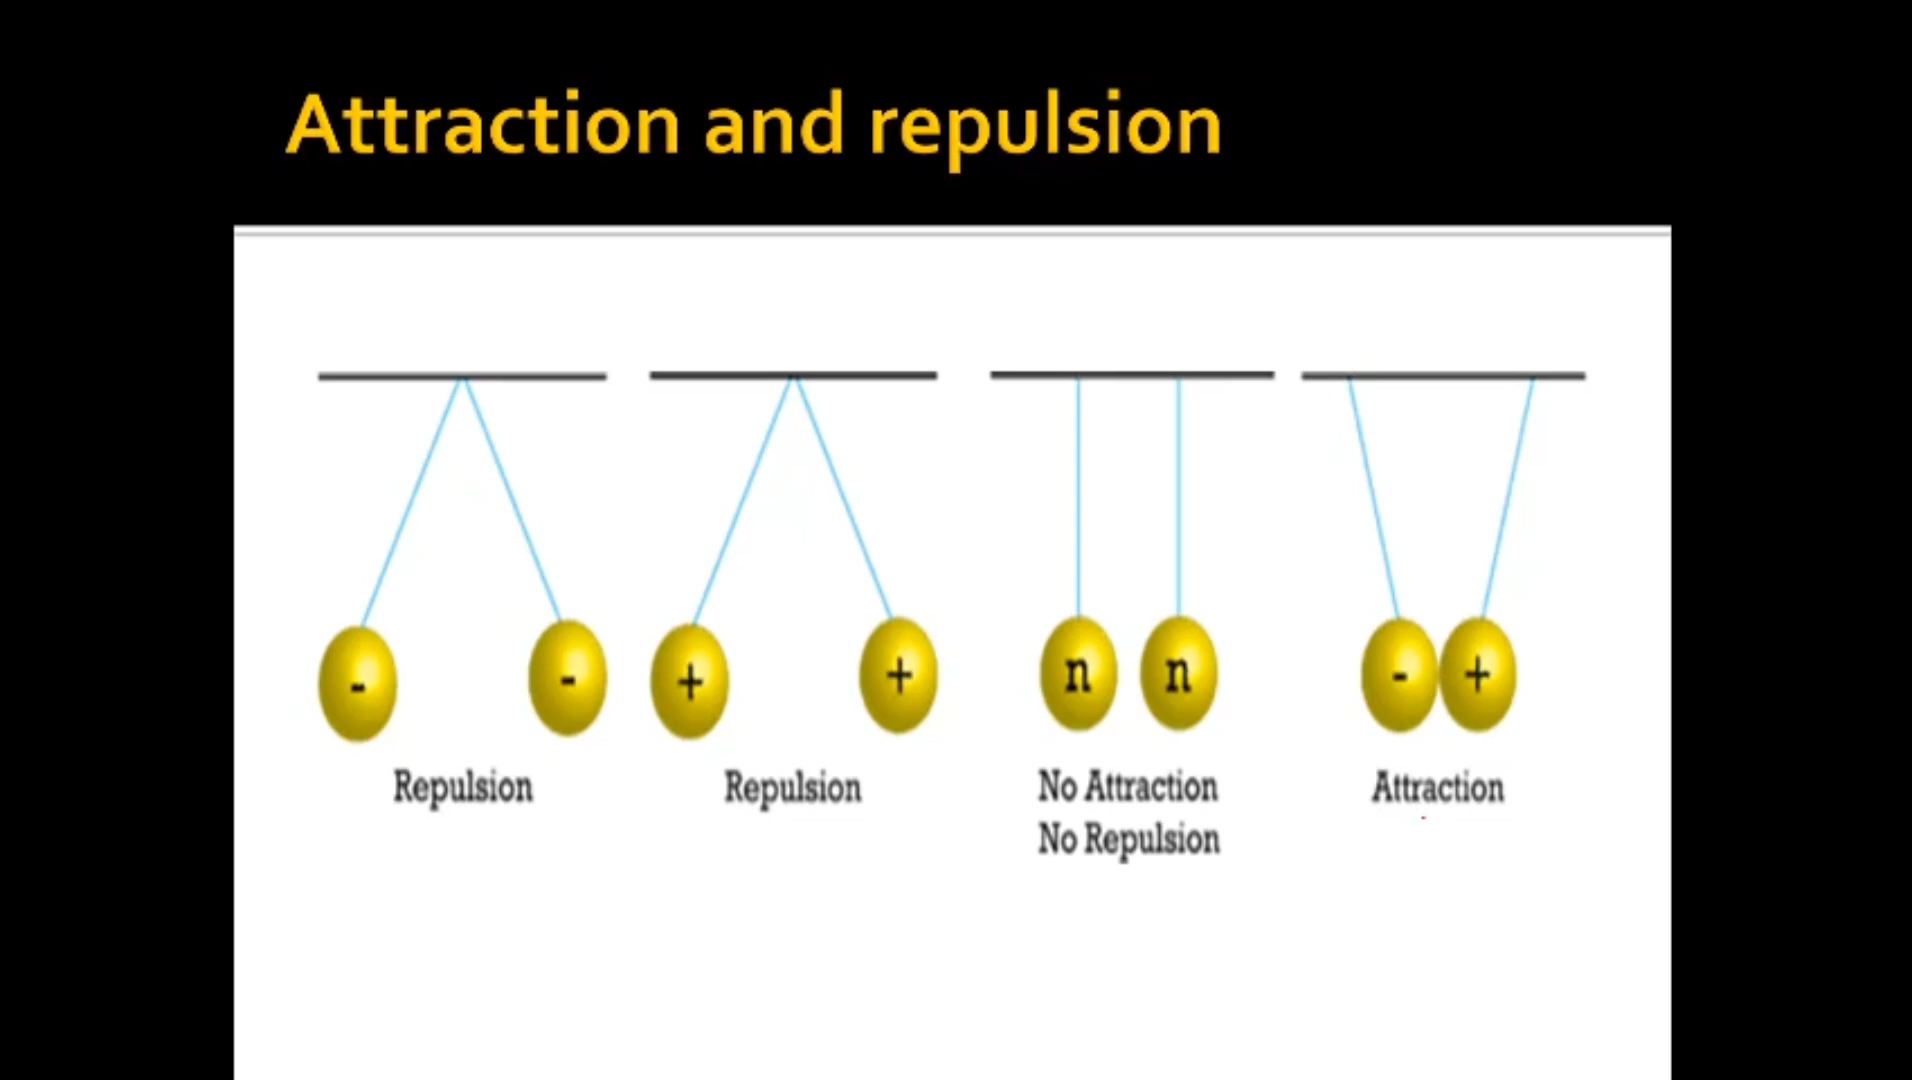 Attraction and repulsion
- - + + n n - +
Repulsion Repulsion No Attraction Attraction
No Repulsion